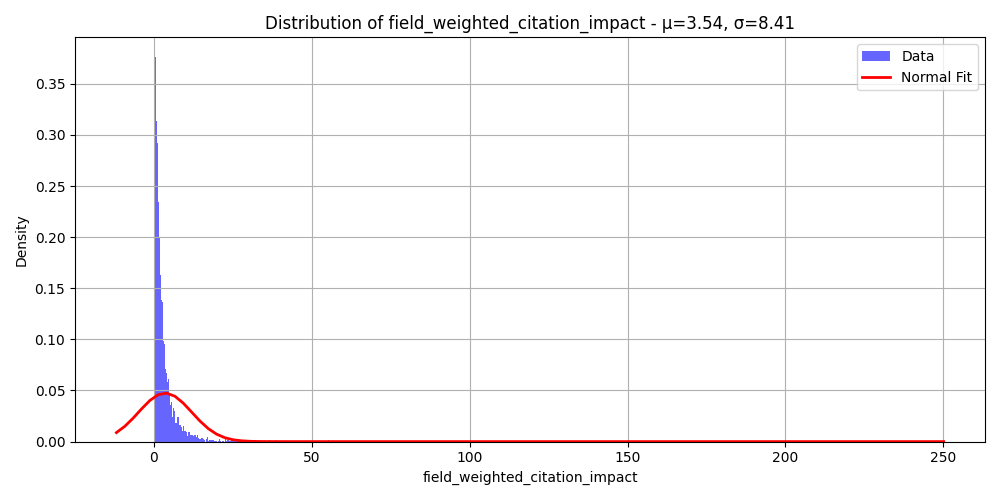 Distribution of field_weighted_citation_impact - μ=3.54, σ=8.41
Data
Normal Fit
Density
0.35
0.30
0.25
0.20
0.15
0.10
0.05
0.00
0 50 100 150 200 250
field_weighted_citation_impact